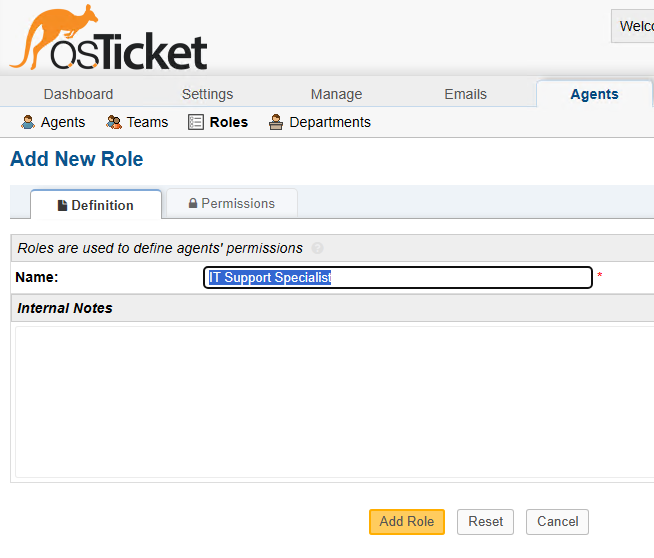 osTicket
Welco
Dashboard Settings Manage Emails Agents
Agents Teams Roles Departments
Add New Role
Definition Permissions
Roles are used to define agents' permissions ?
Name: IT Support Specialist *
Internal Notes
Add Role Reset Cancel